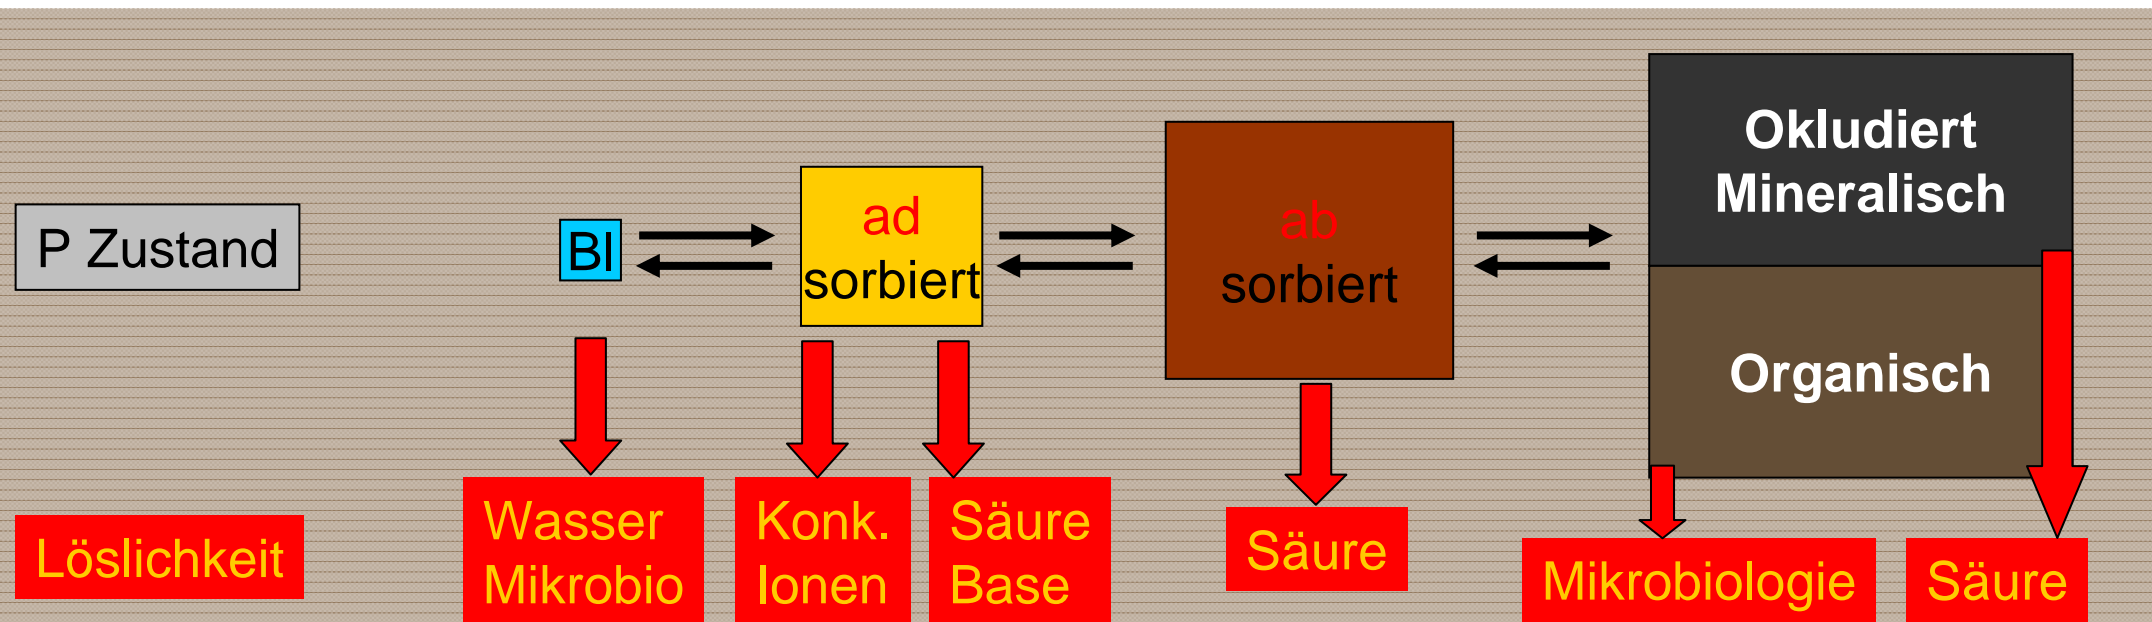 P Zustand
Bl
ad
sorbiert
ab
sorbiert
Okludiert
Mineralisch
Organisch
Löslichkeit
Wasser
Mikrobio
Konk.
Ionen
Säure
Base
Säure
Mikrobiologie
Säure